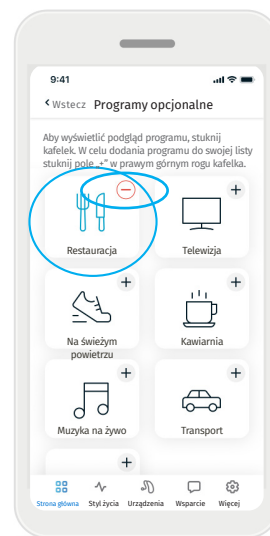 9:41
Wstecz Programy opcjonalne
Aby wyświetlić podgląd programu, stuknij
kafelek. W celu dodania programu do swojej listy
stuknij pole „+” w prawym górnym rogu kafelka.
Restauracja
Telewizja
Na świeżym
powietrzu
Kawiarnia
Muzyka na żywo
Transport
Strona główna Styl życia Urządzenia Wsparcie Więcej